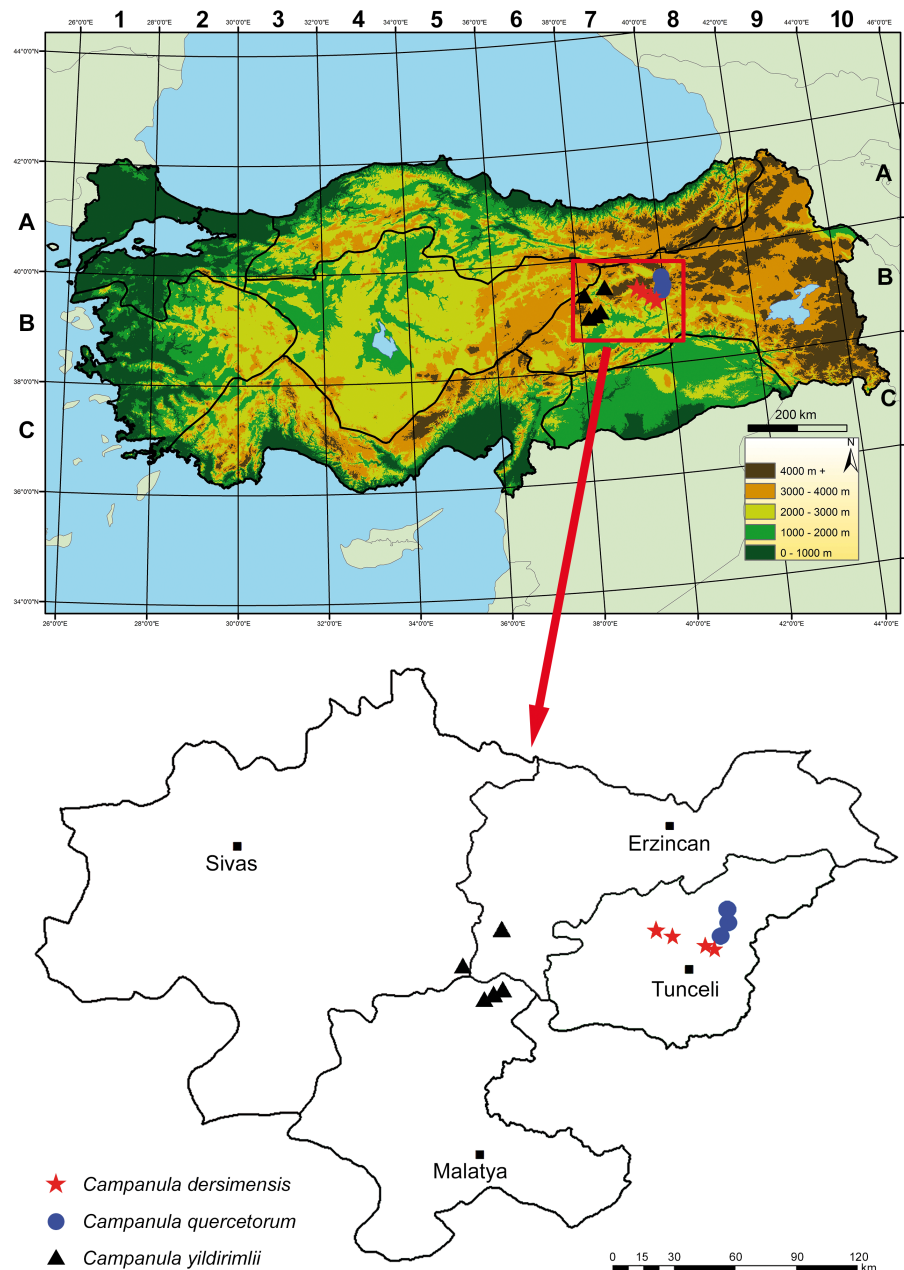 1 2 3 4 5 6 7 8 9 10
26°0'0"E 28°0'0"E 30°0'0"E 32°0'0"E 34°0'0"E 36°0'0"E 38°0'0"E 40°0'0"E 42°0'0"E 44°0'0"E 46°0'0"E
44°0'0"N
42°0'0"N
A
A
40°0'0"N
B
B
38°0'0"N
C
C
200 km
N
36°0'0"N
4000 m +
3000 - 4000 m
2000 - 3000 m
1000 - 2000 m
0 - 1000 m
34°0'0"N
26°0'0"E 28°0'0"E 30°0'0"E 32°0'0"E 34°0'0"E 36°0'0"E 38°0'0"E 40°0'0"E 42°0'0"E 44°0'0"E
Erzincan
Sivas
Tunceli
Malatya
Campanula dersimensis
Campanula quercetorum
Campanula yildirimlii
0 15 30 60 90 120
km